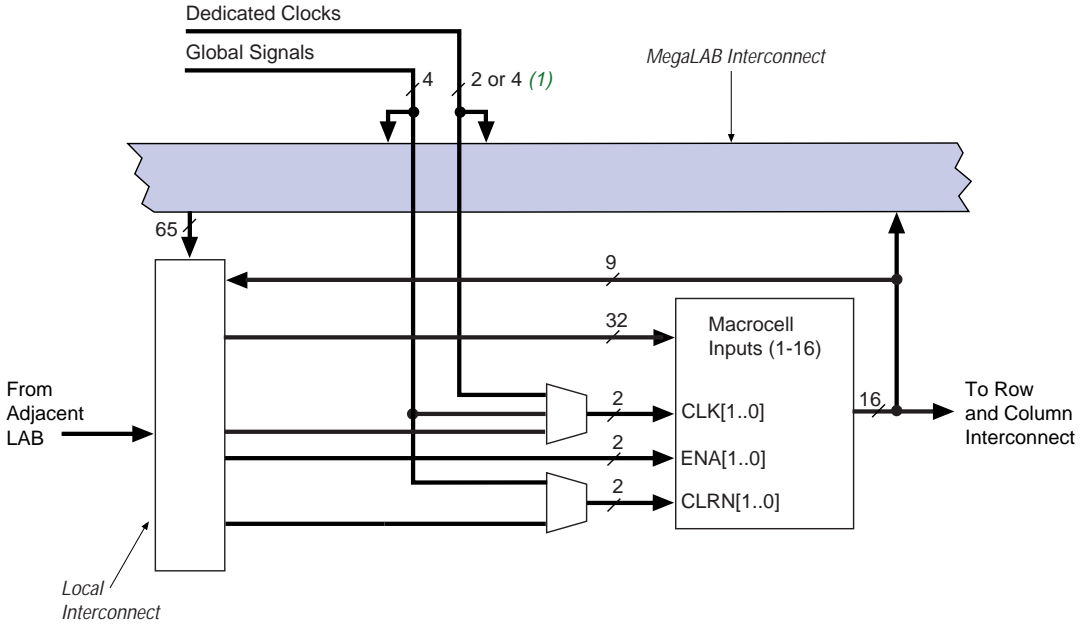 Dedicated Clocks
Global Signals
MegaLAB Interconnect
4
2 or 4 (1)
65
9
32
Macrocell
Inputs (1-16)
From
Adjacent
LAB
2
CLK[1..0]
16
To Row
and Column
Interconnect
2
ENA[1..0]
2
CLRN[1..0]
Local
Interconnect